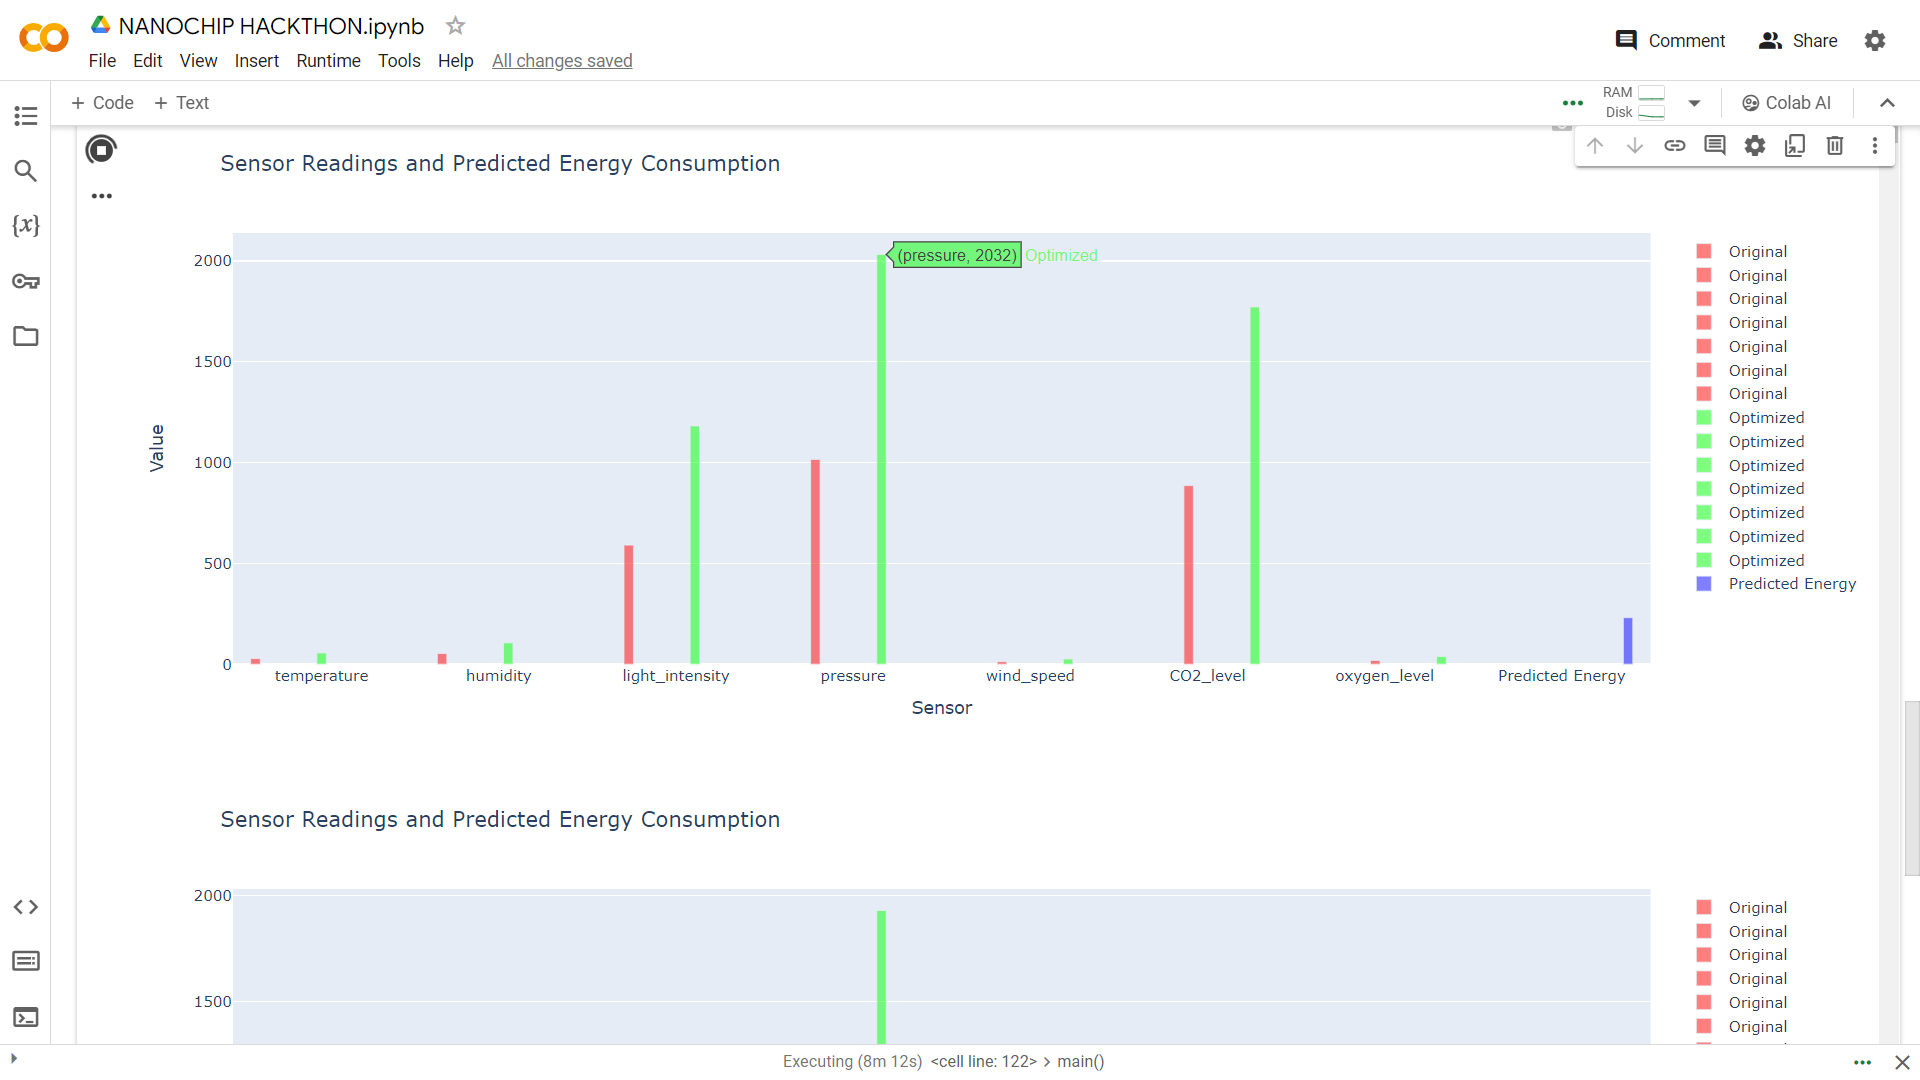 NANOCHIP HACKTHON.ipynb
File Edit View Insert Runtime Tools Help All changes saved
Comment Share
+ Code + Text
RAM
Disk
Colab AI
{x}
Sensor Readings and Predicted Energy Consumption
2000
1500
1000
500
0
Value
(pressure, 2032) Optimized
temperature humidity light_intensity pressure wind_speed CO2_level oxygen_level Predicted Energy
Sensor
Original
Original
Original
Original
Original
Original
Original
Optimized
Optimized
Optimized
Optimized
Optimized
Optimized
Optimized
Predicted Energy
Sensor Readings and Predicted Energy Consumption
2000
1500
Original
Original
Original
Original
Original
Original
Executing (8m 12s) <cell line: 122> > main()